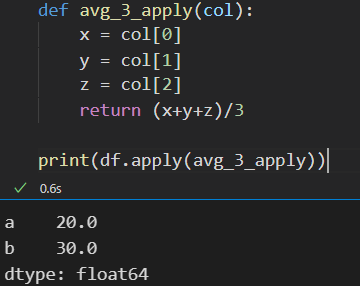 def avg_3_apply(col):
    x = col[0]
    y = col[1]
    z = col[2]
    return (x+y+z)/3
print(df.apply(avg_3_apply))
✓ 0.6s
a    20.0
b    30.0
dtype: float64